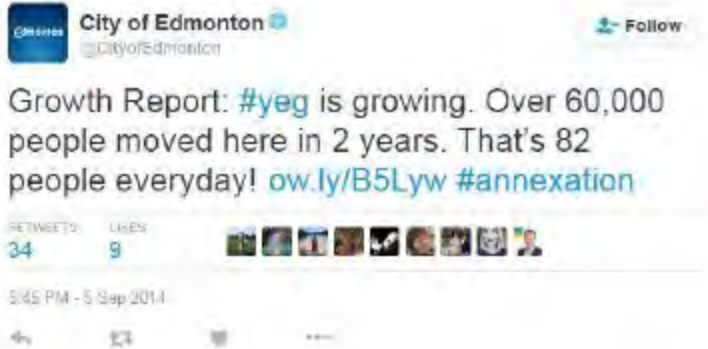 Edmonton
City of Edmonton
@CityofEdmonton
Follow
Growth Report: #yeg is growing. Over 60,000
people moved here in 2 years. That's 82
people everyday! ow.ly/B5Lyw #annexation
RETWEETS LIKES
34 9
5:45 PM - 5 Sep 2014